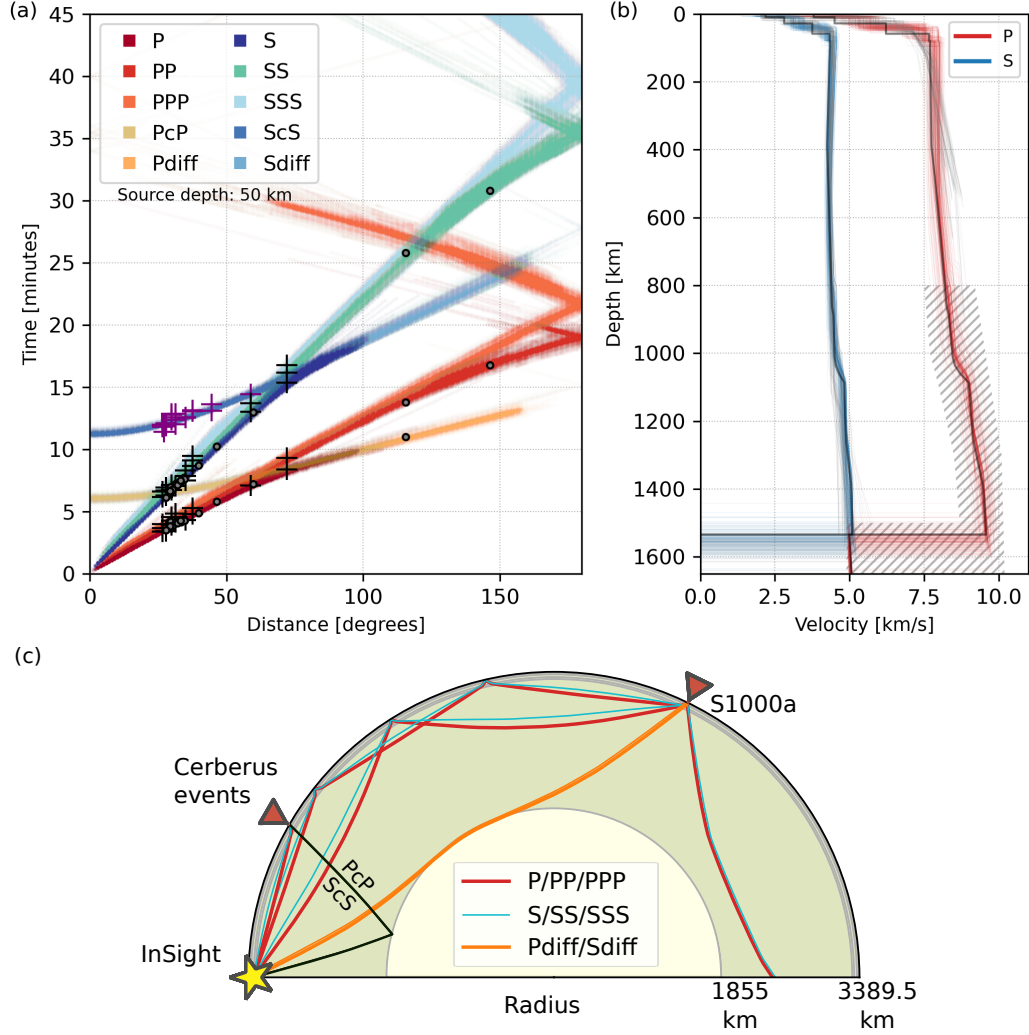 (a)
45
40
35
30
25
20
15
10
5
0
Time [minutes]
P
PP
PPP
PcP
Pdiff
S
SS
SSS
ScS
Sdiff
Source depth: 50 km
0
50
100
150
Distance [degrees]
(b)
0
200
400
600
800
1000
1200
1400
1600
Depth [km]
P
S
0.0
2.5
5.0
7.5
10.0
Velocity [km/s]
(c)
S1000a
Cerberus
events
PcP
ScS
InSight
P/PP/PPP
S/SS/SSS
Pdiff/Sdiff
Radius
1855
km
3389.5
km